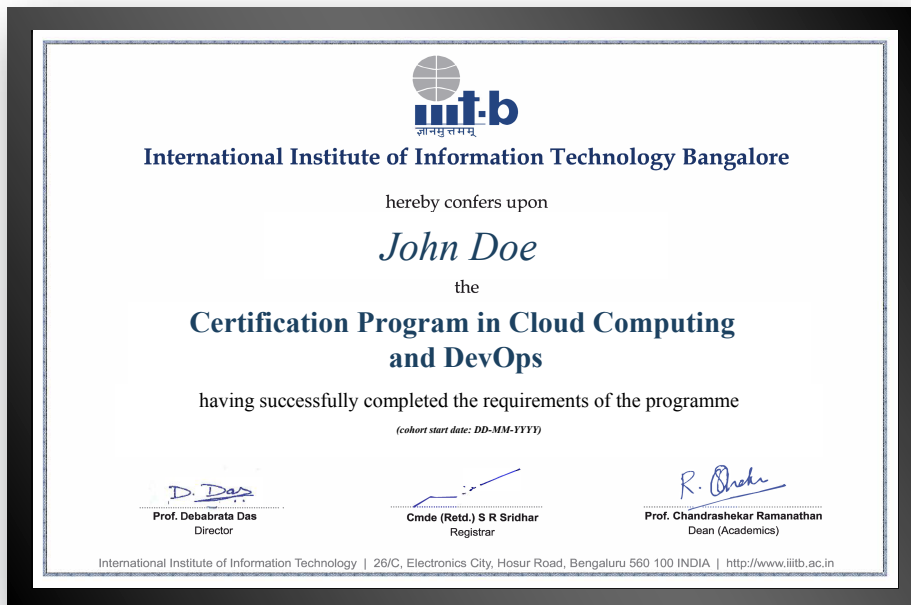 iiit-b
ज्ञानमुत्तमम्
International Institute of Information Technology Bangalore
hereby confers upon
John Doe
the
Certification Program in Cloud Computing
and DevOps
having successfully completed the requirements of the programme
(cohort start date: DD-MM-YYYY)
D. Das
R. Shekr
Prof. Debabrata Das
Cmde (Retd.) S R Sridhar
Prof. Chandrashekar Ramanathan
Director
Registrar
Dean (Academics)
International Institute of Information Technology | 26/C, Electronics City, Hosur Road, Bengaluru 560 100 INDIA | http://www.iiitb.ac.in